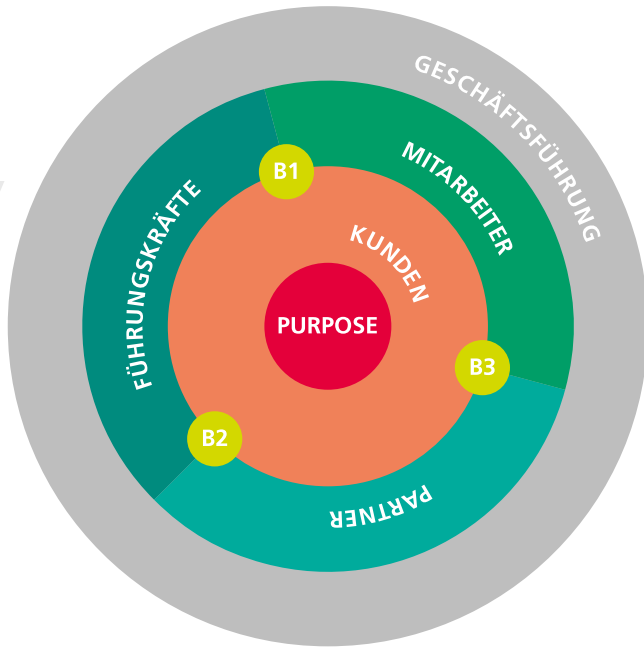 GESCHÄFTSFÜHRUNG
MITARBEITER
B1
FÜHRUNGSKRÄFTE
KUNDEN
PURPOSE
B3
B2
PARTNER